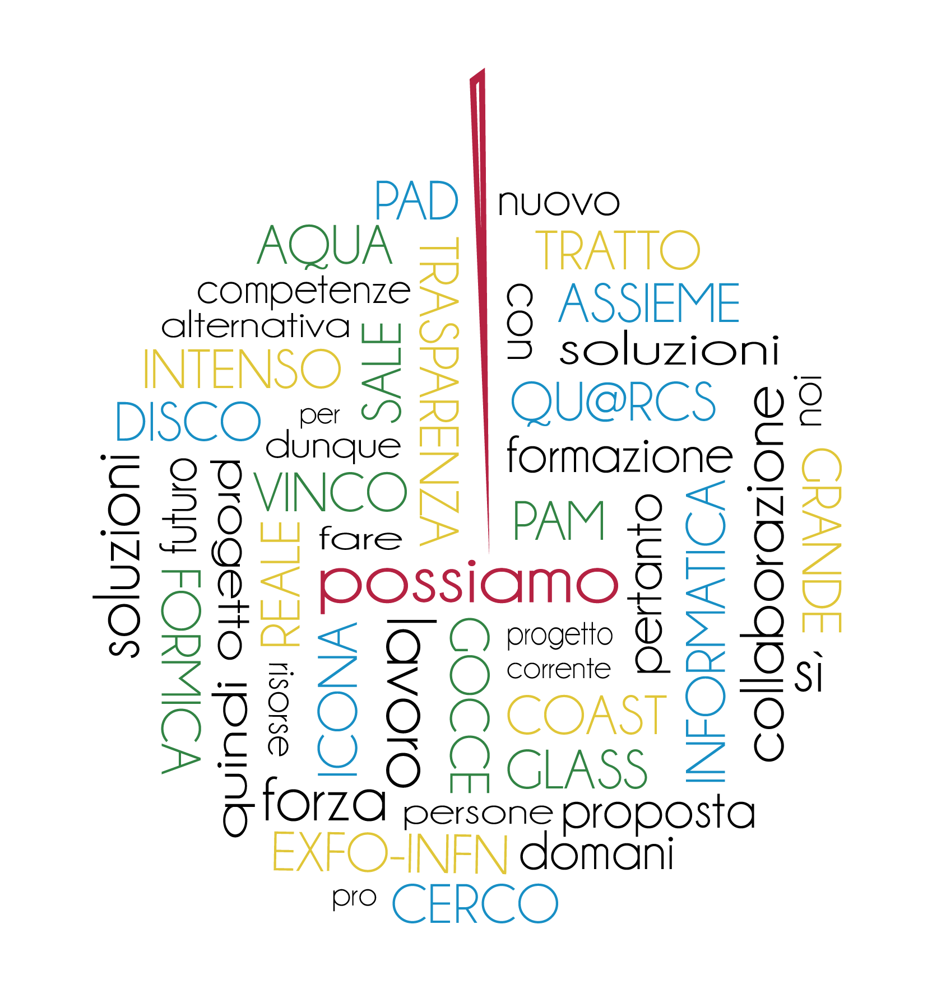 PAD
nuovo
AQUA
TRATTO
TRASPARENZA
competenze
con
ASSIEME
alternativa
SALE
soluzioni
INTENSO
QU@RCS
noi
DISCO
per
collaborazione
dunque
formazione
GRANDE
soluzioni
futuro
progetto
VINCO
PAM
pertanto
INFORMATICA
REALE
fare
possiamo
FORMICA
ICONA
lavoro
GOCCE
progetto
corrente
sì
risorse
quindi
COAST
GLASS
forza
persone
proposta
EXFO-INFN
domani
pro
CERCO